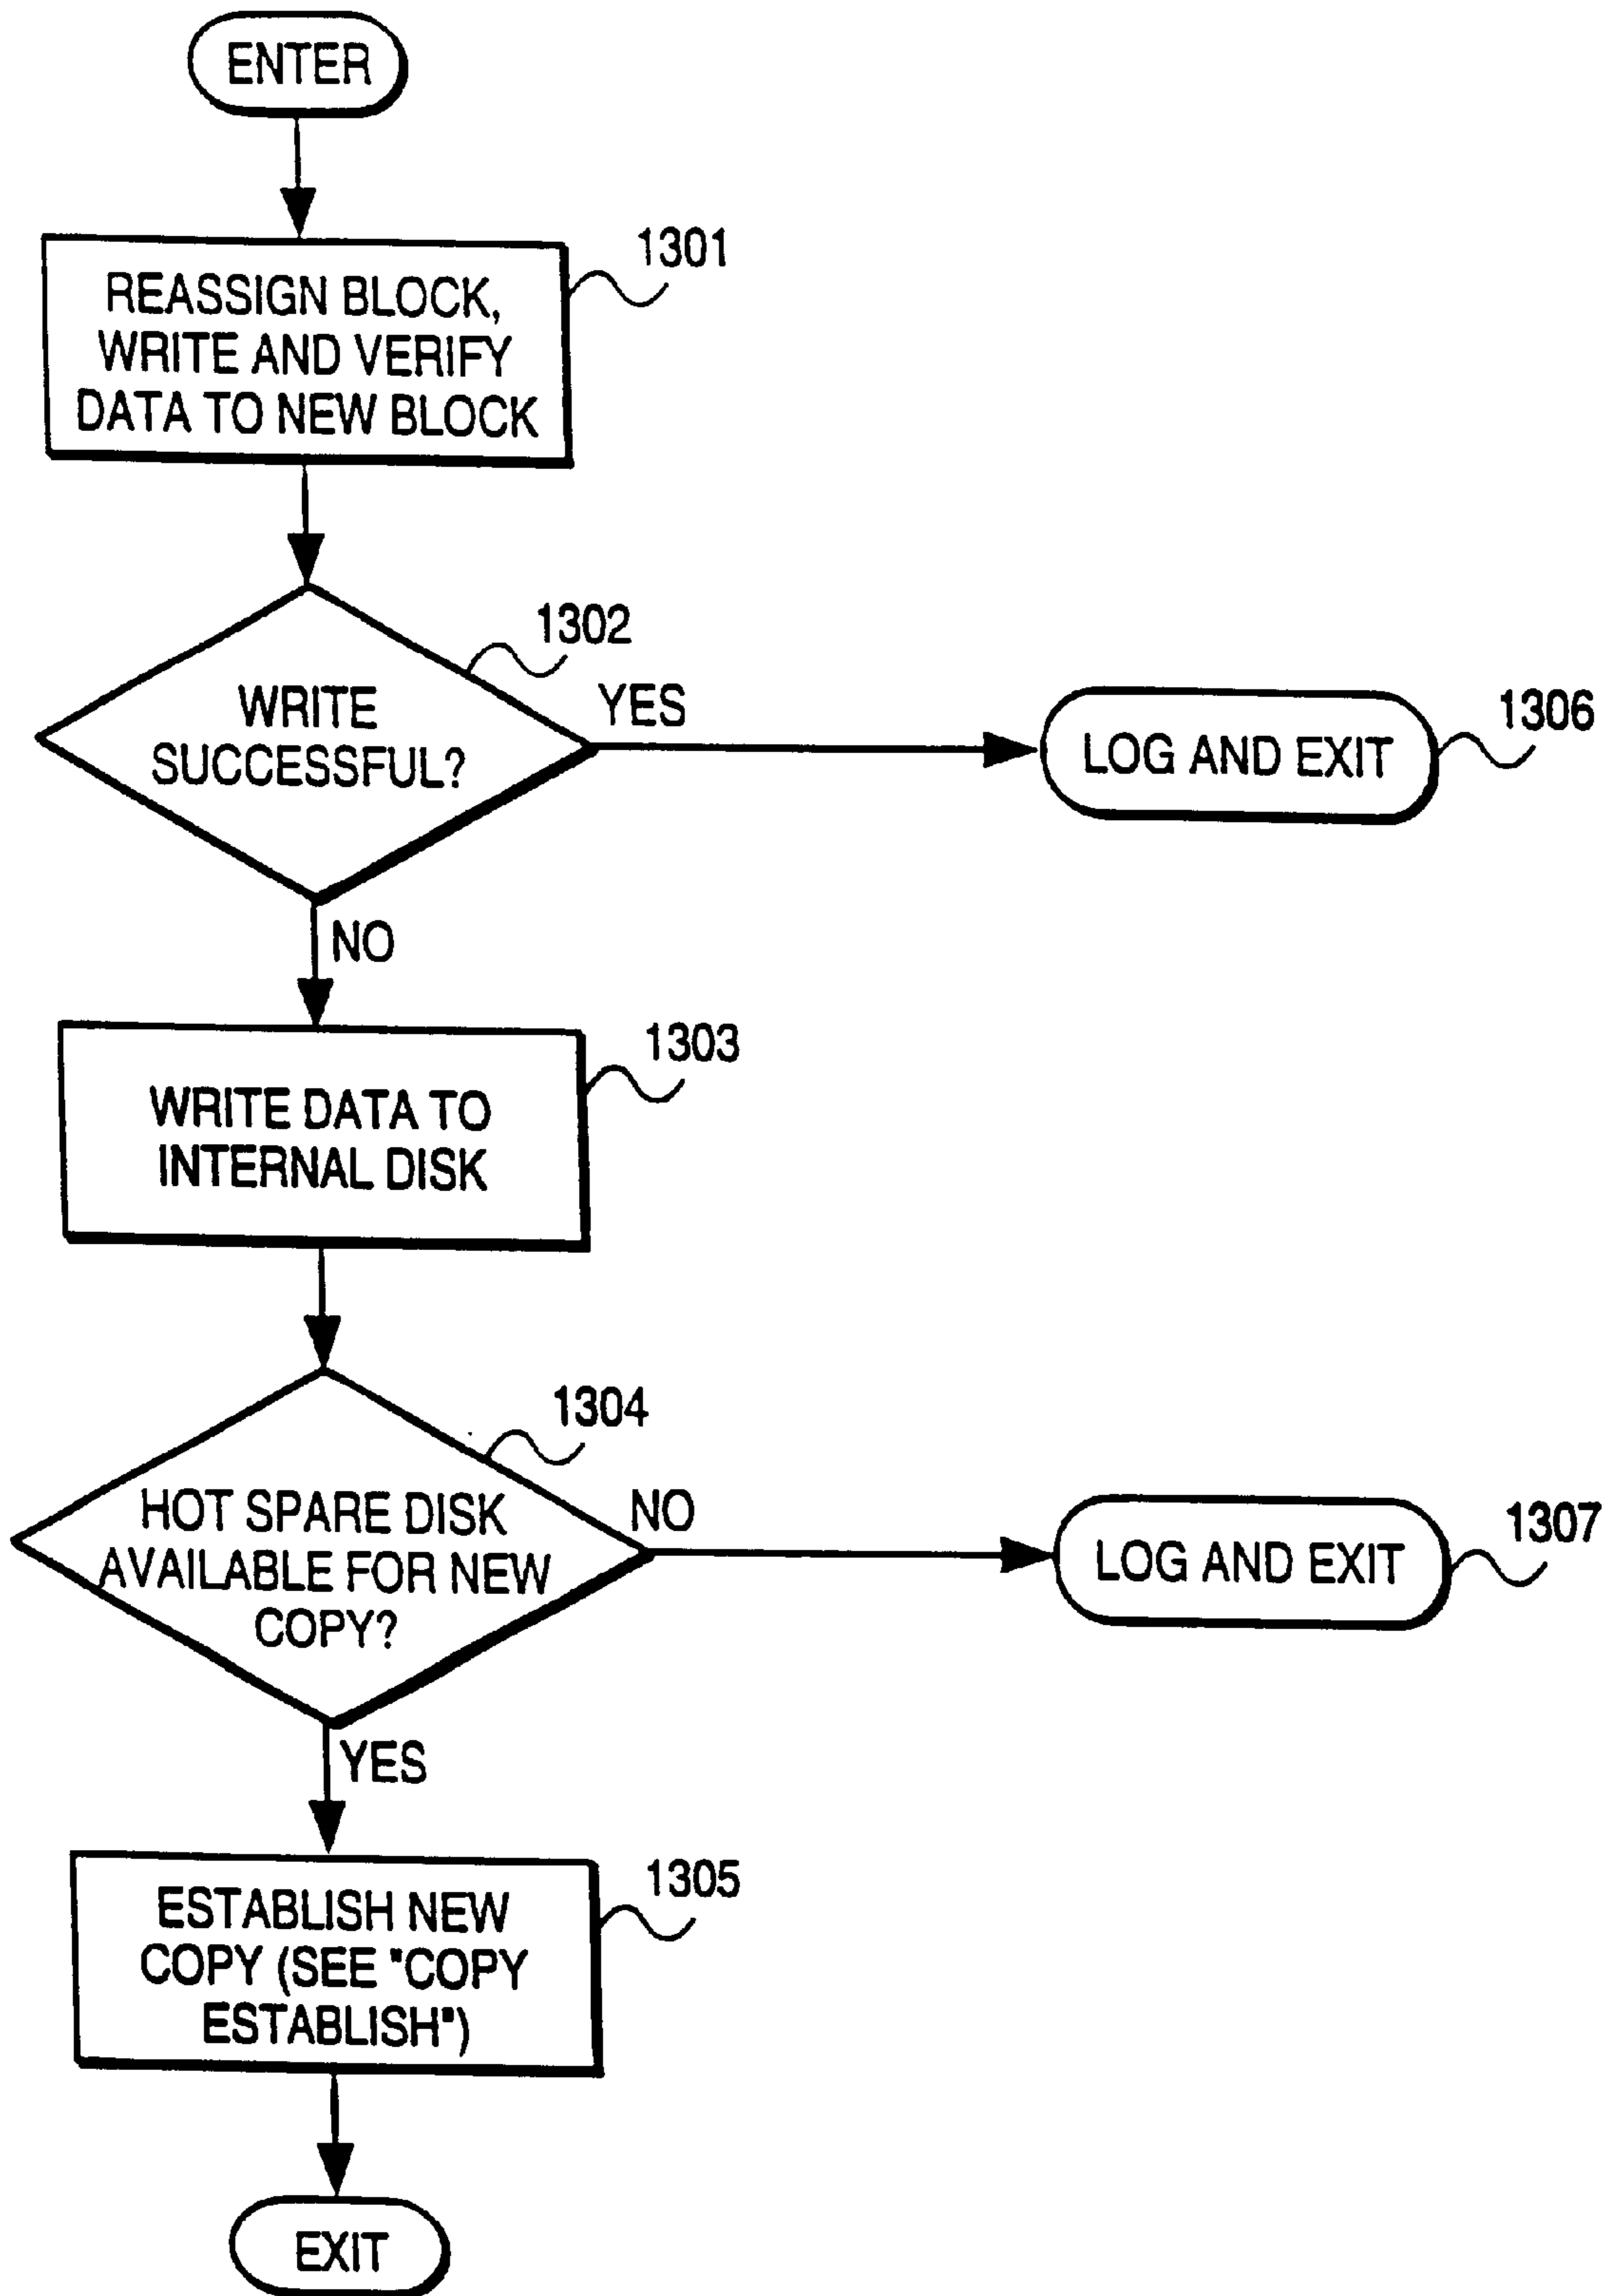 ENTER
1301
REASSIGN BLOCK,
WRITE AND VERIFY
DATA TO NEW BLOCK
1302
WRITE
SUCCESSFUL?
YES
LOG AND EXIT
1306
NO
1303
WRITE DATA TO
INTERNAL DISK
1304
HOT SPARE DISK
AVAILABLE FOR NEW
COPY?
NO
LOG AND EXIT
1307
YES
1305
ESTABLISH NEW
COPY (SEE "COPY
ESTABLISH")
EXIT